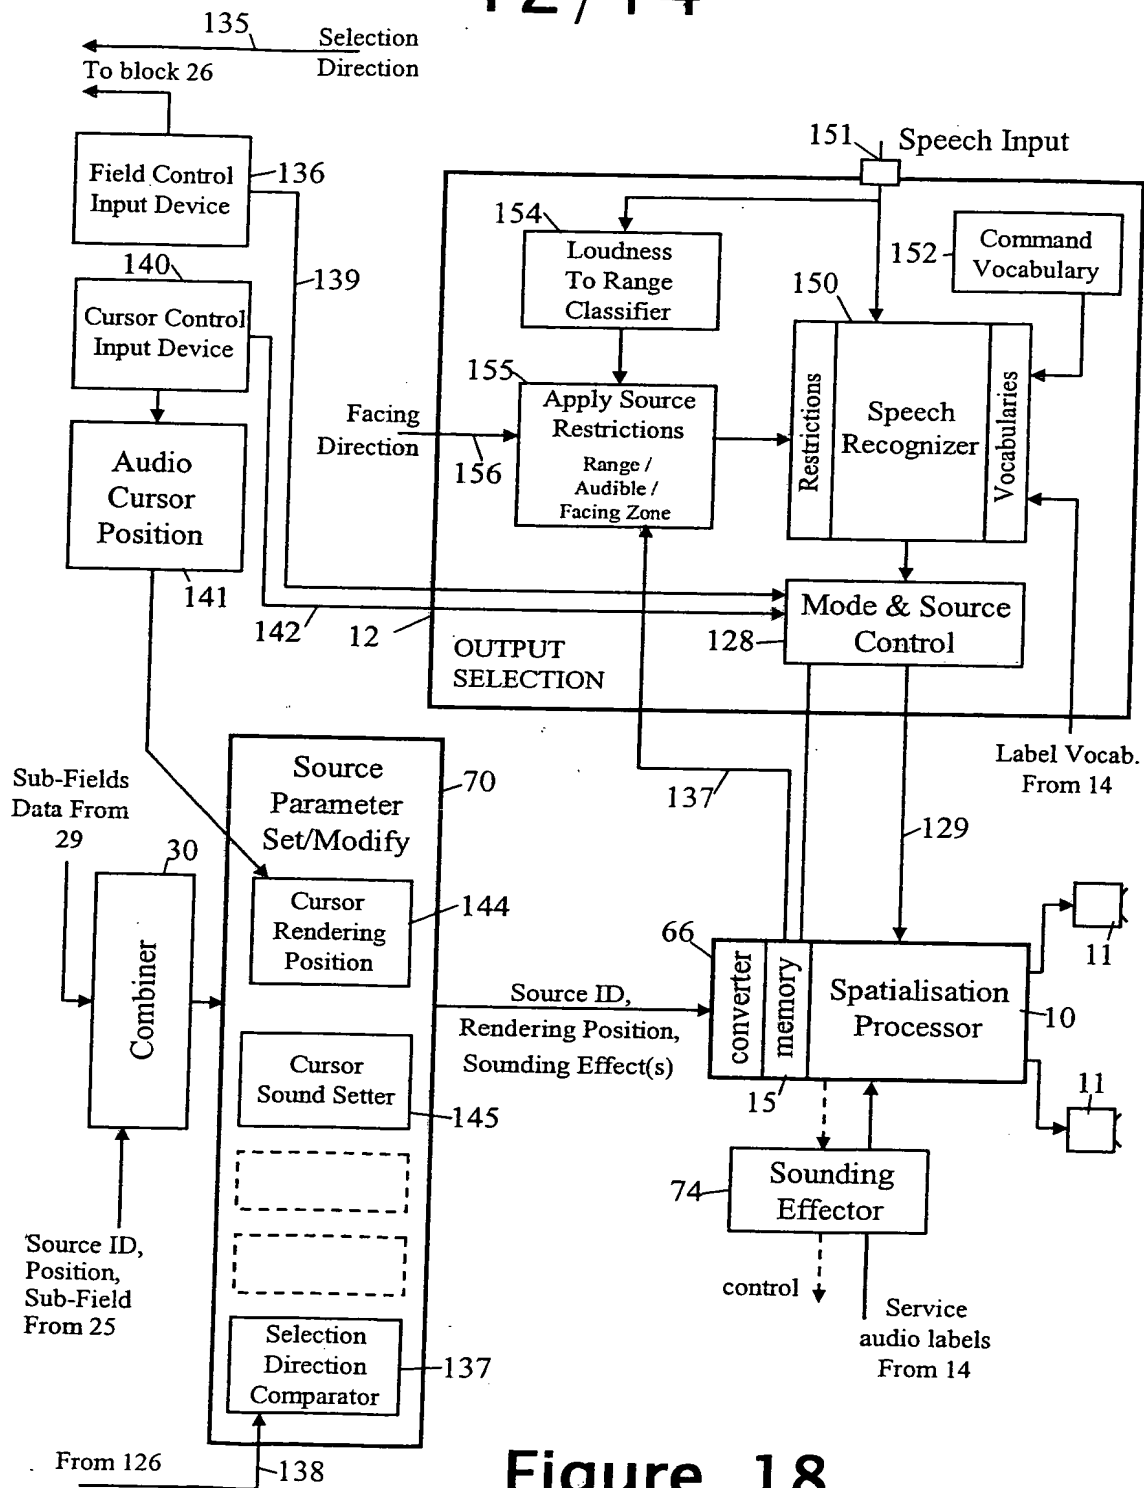 12/14
135
Selection
Direction
To block 26
Field Control
Input Device
136
140
139
Cursor Control
Input Device
Audio
Cursor
Position
141
142
12
151
Speech Input
154
Loudness
To Range
Classifier
152
Command
Vocabulary
150
155
Apply Source
Restrictions
Range /
Audible /
Facing Zone
Facing
Direction
156
Restrictions
Speech
Recognizer
Vocabularies
Mode & Source
Control
128
OUTPUT
SELECTION
137
129
Label Vocab.
From 14
Sub-Fields
Data From
29
30
Combiner
Source
Parameter
Set/Modify
70
Cursor
Rendering
Position
144
Cursor
Sound Setter
145
Source ID,
Rendering Position,
Sounding Effect(s)
66
converter
memory
15
Spatialisation
Processor
10
11
11
74
Sounding
Effector
control
Service
audio labels
From 14
Source ID,
Position,
Sub-Field
From 25
Selection
Direction
Comparator
137
From 126
138
Figure 18